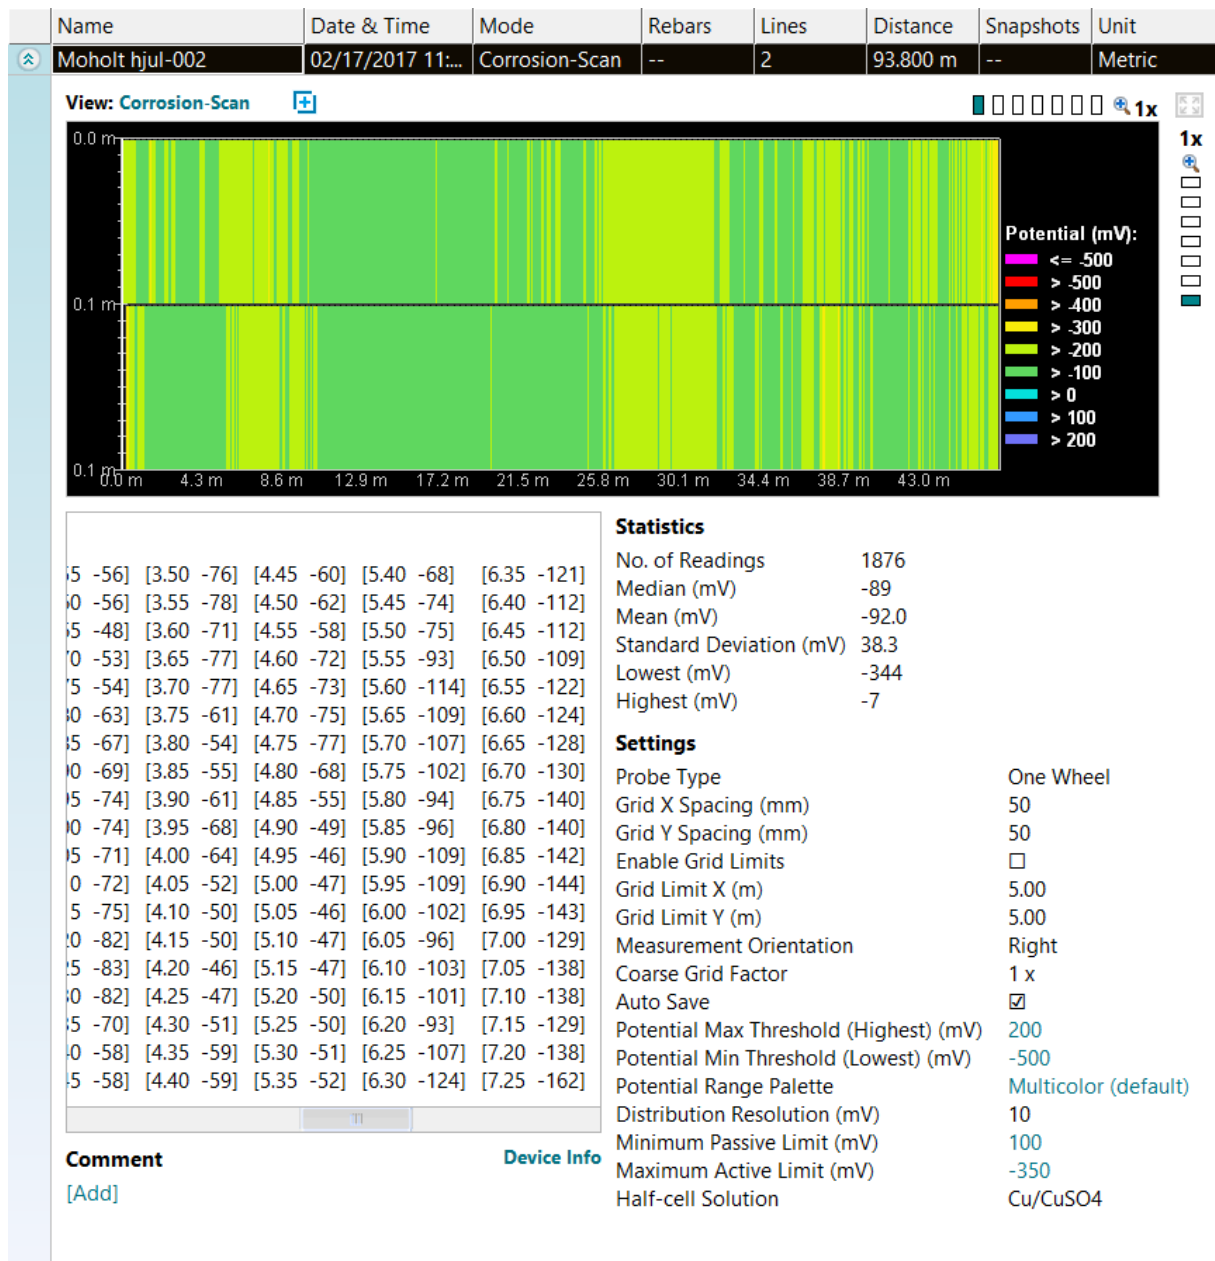 Name Date & Time Mode Rebars Lines Distance Snapshots Unit
Moholt hjul-002 02/17/2017 11:... Corrosion-Scan -- 2 93.800 m -- Metric
View: Corrosion-Scan 1x
1x
0.0 m
0.1 m
0.1 m
0.0 m 4.3 m 8.6 m 12.9 m 17.2 m 21.5 m 25.8 m 30.1 m 34.4 m 38.7 m 43.0 m
Potential (mV):
<= -500
> -500
> -400
> -300
> -200
> -100
> 0
> 100
> 200
5 -56] [3.50 -76] [4.45 -60] [5.40 -68] [6.35 -121]
0 -56] [3.55 -78] [4.50 -62] [5.45 -74] [6.40 -112]
5 -48] [3.60 -71] [4.55 -58] [5.50 -75] [6.45 -112]
0 -53] [3.65 -77] [4.60 -72] [5.55 -93] [6.50 -109]
5 -54] [3.70 -77] [4.65 -73] [5.60 -114] [6.55 -122]
0 -63] [3.75 -61] [4.70 -75] [5.65 -109] [6.60 -124]
5 -67] [3.80 -54] [4.75 -77] [5.70 -107] [6.65 -128]
0 -69] [3.85 -55] [4.80 -68] [5.75 -102] [6.70 -130]
5 -74] [3.90 -61] [4.85 -55] [5.80 -94] [6.75 -140]
0 -74] [3.95 -68] [4.90 -49] [5.85 -96] [6.80 -140]
5 -71] [4.00 -64] [4.95 -46] [5.90 -109] [6.85 -142]
0 -72] [4.05 -52] [5.00 -47] [5.95 -109] [6.90 -144]
5 -75] [4.10 -50] [5.05 -46] [6.00 -102] [6.95 -143]
0 -82] [4.15 -50] [5.10 -47] [6.05 -96] [7.00 -129]
5 -83] [4.20 -46] [5.15 -47] [6.10 -103] [7.05 -138]
0 -82] [4.25 -47] [5.20 -50] [6.15 -101] [7.10 -138]
5 -70] [4.30 -51] [5.25 -50] [6.20 -93] [7.15 -129]
0 -58] [4.35 -59] [5.30 -51] [6.25 -107] [7.20 -138]
5 -58] [4.40 -59] [5.35 -52] [6.30 -124] [7.25 -162]
Comment Device Info
[Add]
Statistics
No. of Readings 1876
Median (mV) -89
Mean (mV) -92.0
Standard Deviation (mV) 38.3
Lowest (mV) -344
Highest (mV) -7
Settings
Probe Type One Wheel
Grid X Spacing (mm) 50
Grid Y Spacing (mm) 50
Enable Grid Limits
Grid Limit X (m) 5.00
Grid Limit Y (m) 5.00
Measurement Orientation Right
Coarse Grid Factor 1 x
Auto Save
Potential Max Threshold (Highest) (mV) 200
Potential Min Threshold (Lowest) (mV) -500
Potential Range Palette Multicolor (default)
Distribution Resolution (mV) 10
Minimum Passive Limit (mV) 100
Maximum Active Limit (mV) -350
Half-cell Solution Cu/CuSO4